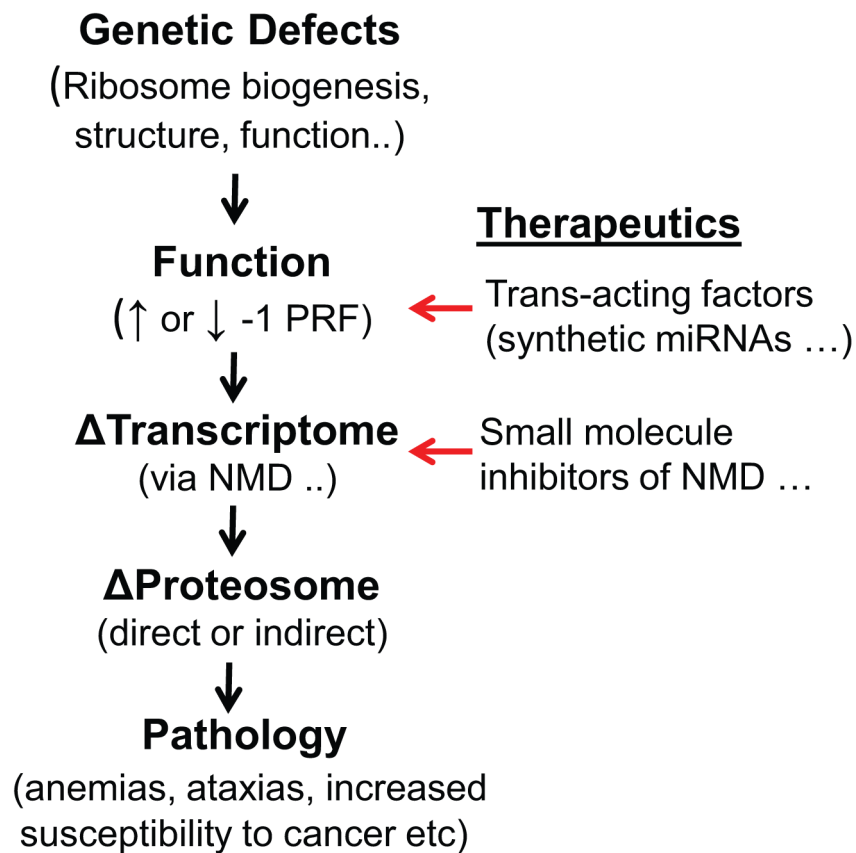 Genetic Defects
(Ribosome biogenesis,
structure, function..)
Function
(↑ or ↓ -1 PRF)
ΔTranscriptome
(via NMD ..)
ΔProteosome
(direct or indirect)
Pathology
(anemias, ataxias, increased
susceptibility to cancer etc)
Therapeutics
Trans-acting factors
(synthetic miRNAs …)
Small molecule
inhibitors of NMD …